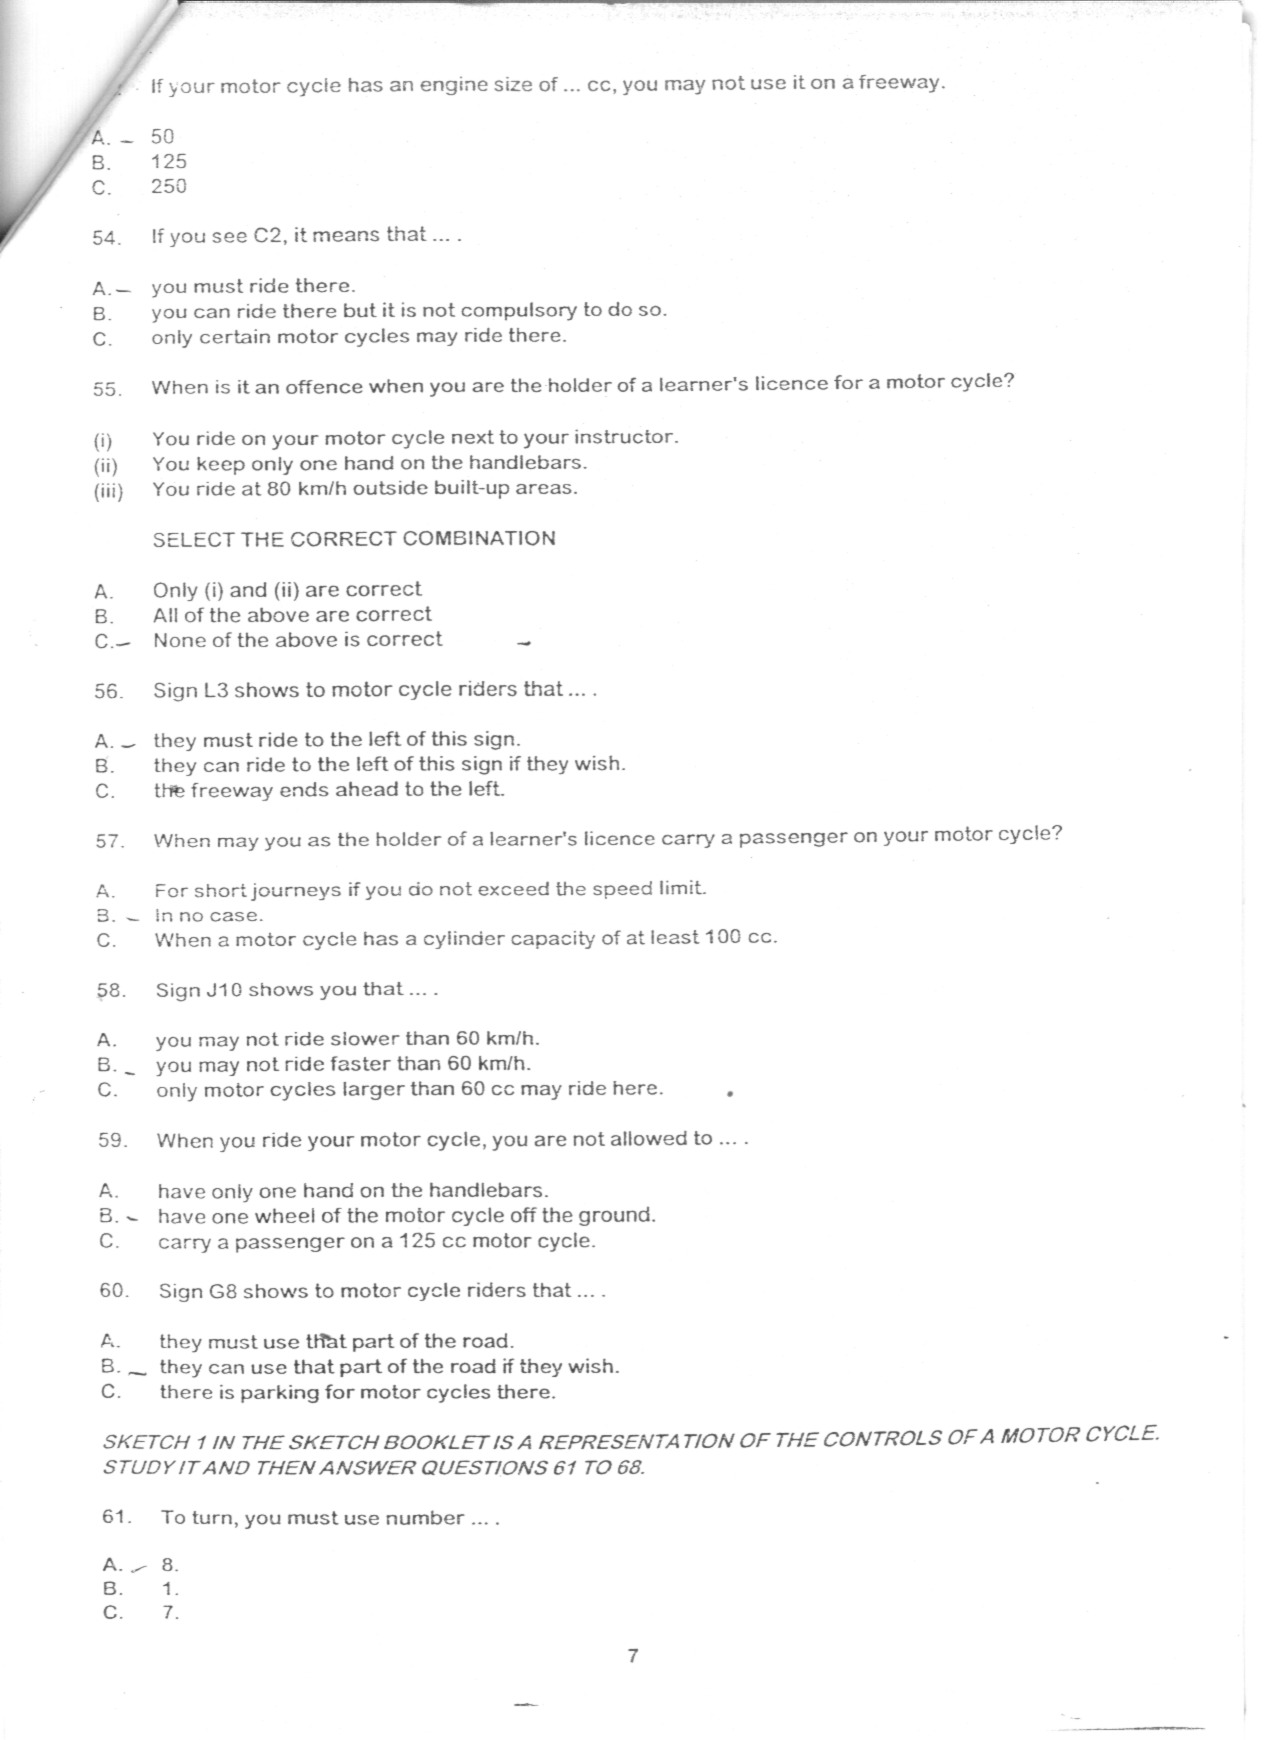 If your motor cycle has an engine size of ... cc, you may not use it on a freeway.
A. – 50
B. 125
C. 250
54. If you see C2, it means that ... .
A. – you must ride there.
B. you can ride there but it is not compulsory to do so.
C. only certain motor cycles may ride there.
55. When is it an offence when you are the holder of a learner's licence for a motor cycle?
(i) You ride on your motor cycle next to your instructor.
(ii) You keep only one hand on the handlebars.
(iii) You ride at 80 km/h outside built-up areas.
SELECT THE CORRECT COMBINATION
A. Only (i) and (ii) are correct
B. All of the above are correct
C. – None of the above is correct
56. Sign L3 shows to motor cycle riders that ... .
A. – they must ride to the left of this sign.
B. they can ride to the left of this sign if they wish.
C. the freeway ends ahead to the left.
57. When may you as the holder of a learner's licence carry a passenger on your motor cycle?
A. For short journeys if you do not exceed the speed limit.
B. – In no case.
C. When a motor cycle has a cylinder capacity of at least 100 cc.
58. Sign J10 shows you that ... .
A. you may not ride slower than 60 km/h.
B. – you may not ride faster than 60 km/h.
C. only motor cycles larger than 60 cc may ride here.
59. When you ride your motor cycle, you are not allowed to ... .
A. have only one hand on the handlebars.
B. – have one wheel of the motor cycle off the ground.
C. carry a passenger on a 125 cc motor cycle.
60. Sign G8 shows to motor cycle riders that ... .
A. they must use that part of the road.
B. – they can use that part of the road if they wish.
C. there is parking for motor cycles there.
SKETCH 1 IN THE SKETCH BOOKLET IS A REPRESENTATION OF THE CONTROLS OF A MOTOR CYCLE.
STUDY IT AND THEN ANSWER QUESTIONS 61 TO 68.
61. To turn, you must use number ... .
A. – 8.
B. 1.
C. 7.
7